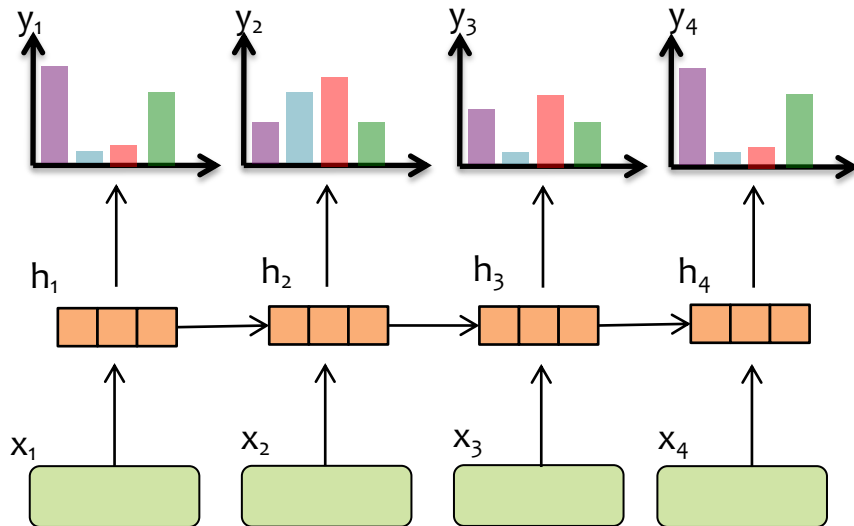 y₁ y₂ y₃ y₄
h₁ h₂ h₃ h₄
x₁ x₂ x₃ x₄